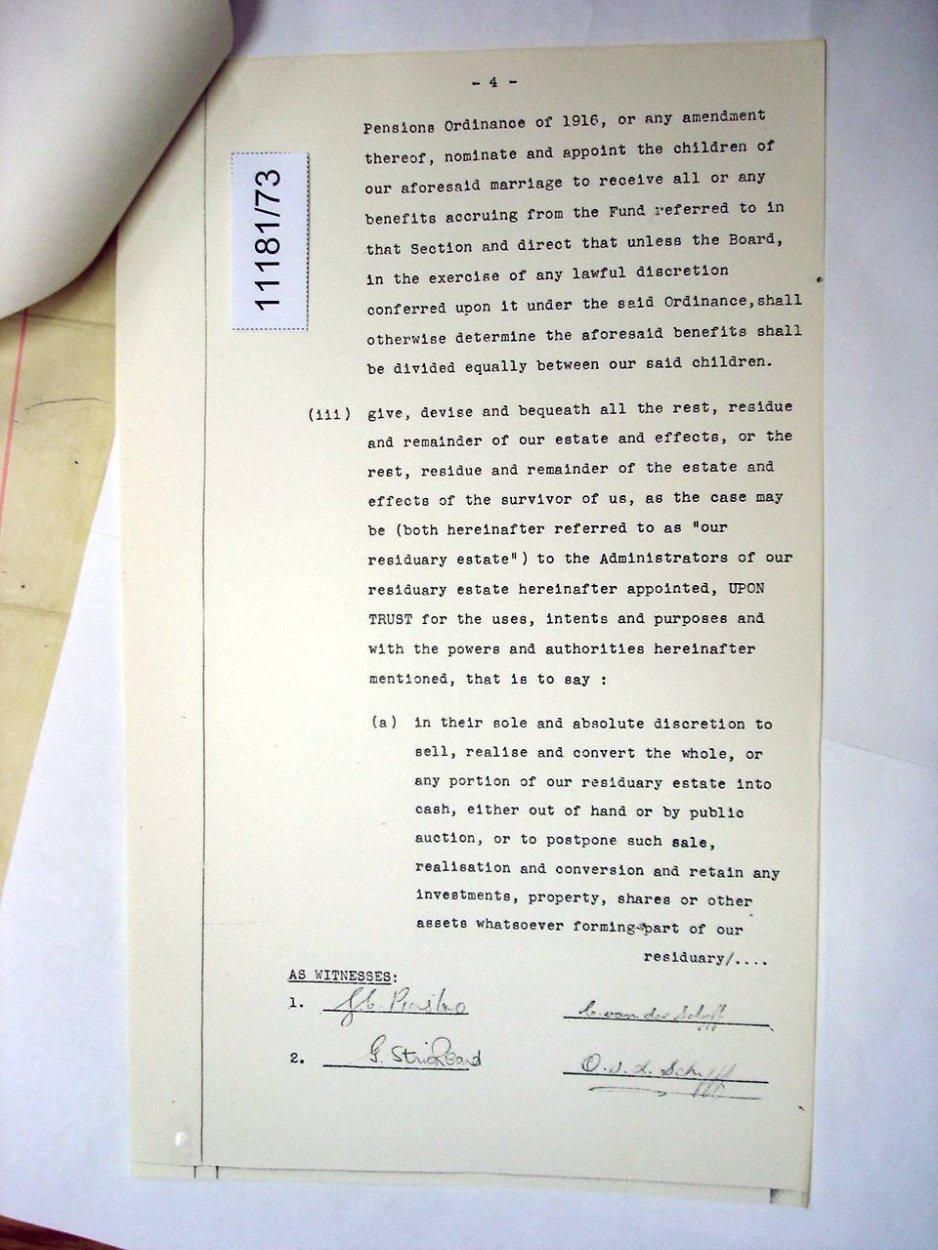 - 4 -
11181/73
Pensions Ordinance of 1916, or any amendment
thereof, nominate and appoint the children of
our aforesaid marriage to receive all or any
benefits accruing from the Fund referred to in
that Section and direct that unless the Board,
in the exercise of any lawful discretion
conferred upon it under the said Ordinance,shall
otherwise determine the aforesaid benefits shall
be divided equally between our said children.
(iii) give, devise and bequeath all the rest, residue
and remainder of our estate and effects, or the
rest, residue and remainder of the estate and
effects of the survivor of us, as the case may
be (both hereinafter referred to as "our
residuary estate") to the Administrators of our
residuary estate hereinafter appointed, UPON
TRUST for the uses, intents and purposes and
with the powers and authorities hereinafter
mentioned, that is to say :
(a) in their sole and absolute discretion to
sell, realise and convert the whole, or
any portion of our residuary estate into
cash, either out of hand or by public
auction, or to postpone such sale,
realisation and conversion and retain any
investments, property, shares or other
assets whatsoever forming part of our
residuary/....
AS WITNESSES:
1. van der
2. G. Strickland O. v. d. Schyff